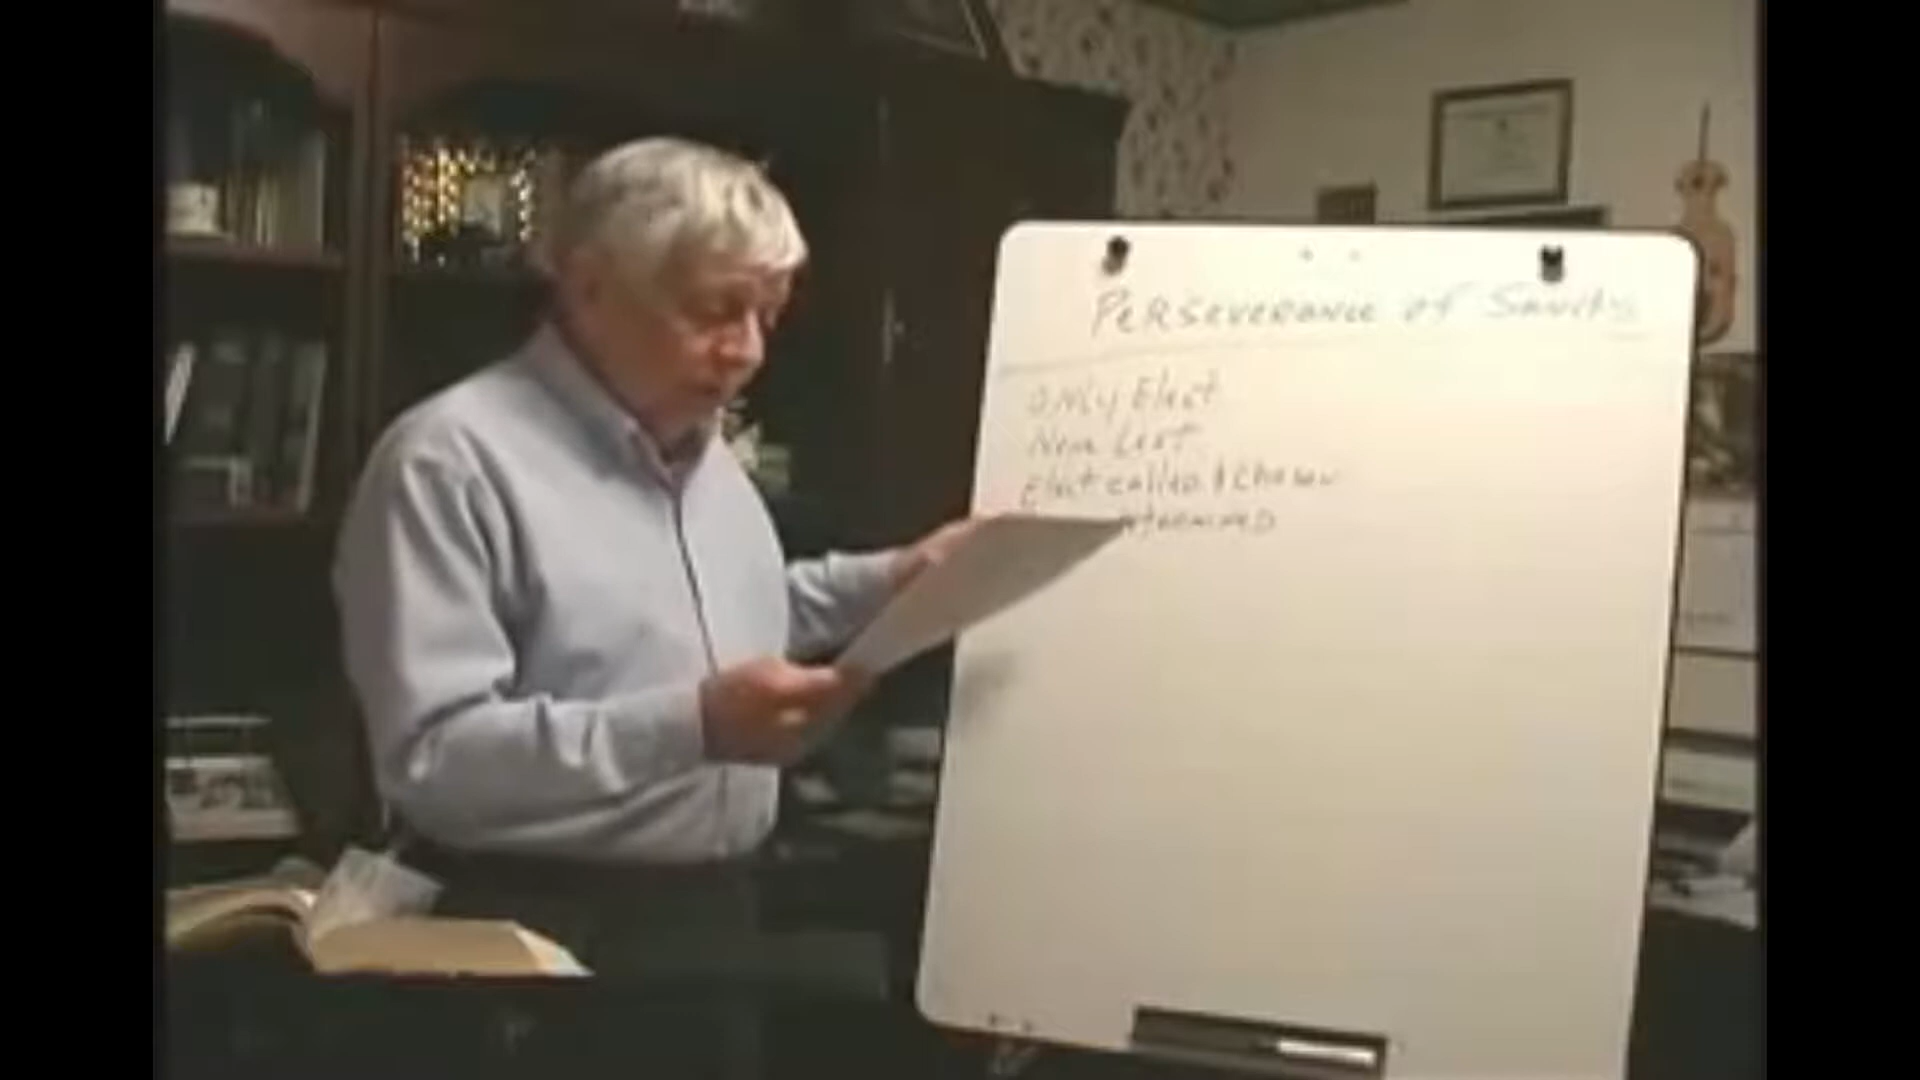 Perseverance of Saints
ONLY Elect
None Lost
Elect called & chosen